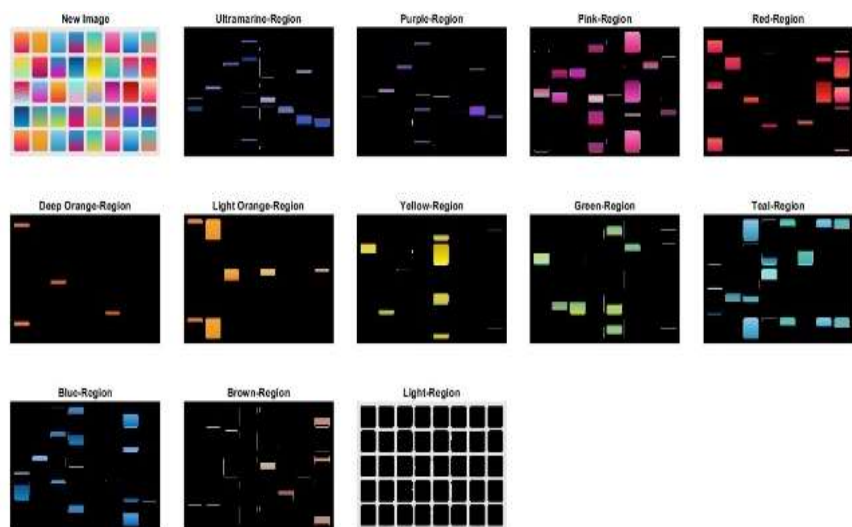 New Image Ultramarine-Region Purple-Region Pink-Region Red-Region
Deep Orange-Region Light Orange-Region Yellow-Region Green-Region Teal-Region
Blue-Region Brown-Region Light-Region